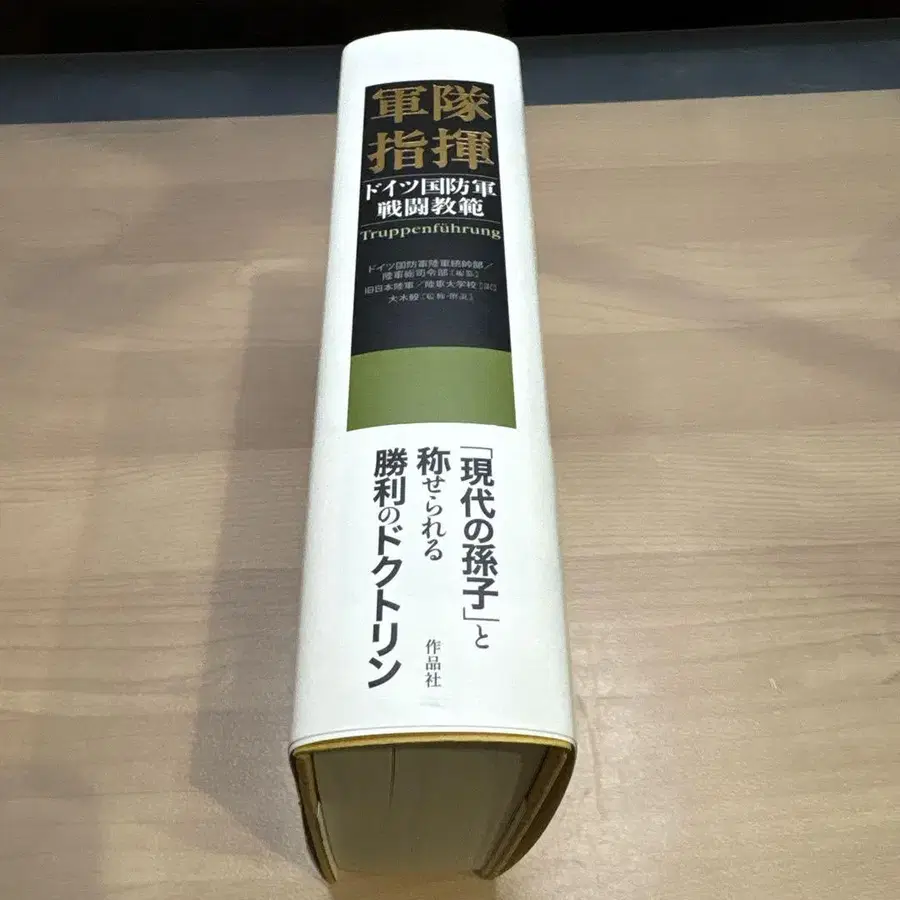 軍隊
指揮
ドイツ国防軍
戦闘教範
Truppenführung
ドイツ国防軍陸軍統帥部/
陸軍総司令部[編纂]
旧日本陸軍/陸軍大学校[訳]
大木毅[監修・解説]
「現代の孫子」と
称せられる
勝利のドクトリン
作品社